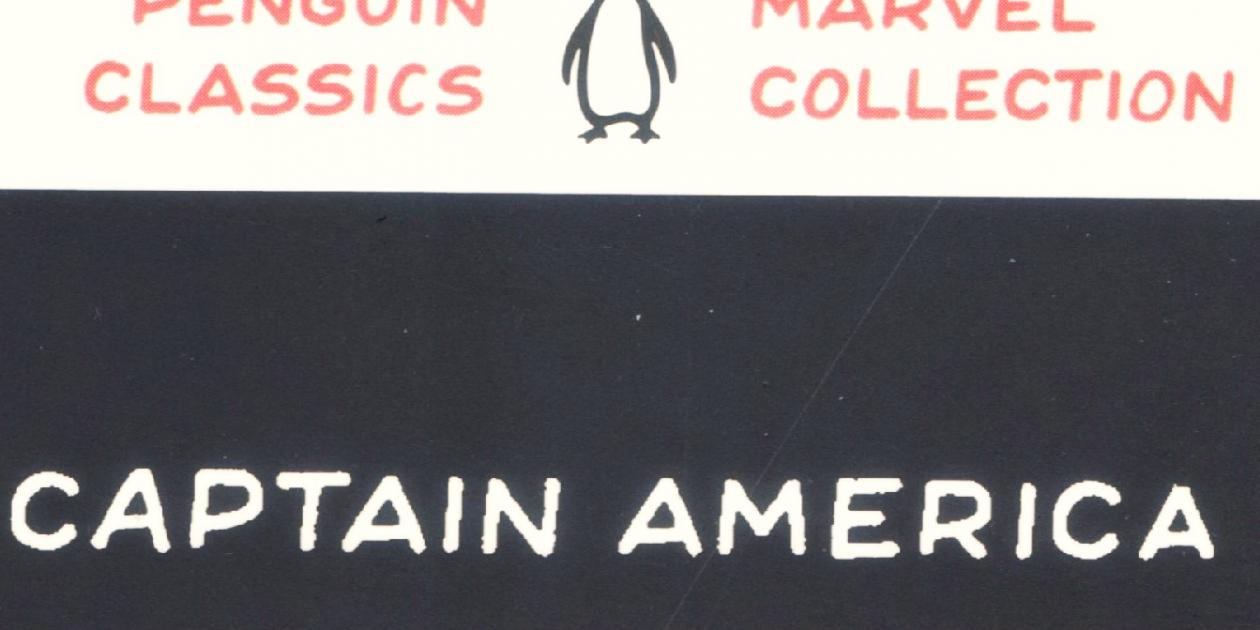 PENGUIN MARVEL
CLASSICS COLLECTION
CAPTAIN AMERICA